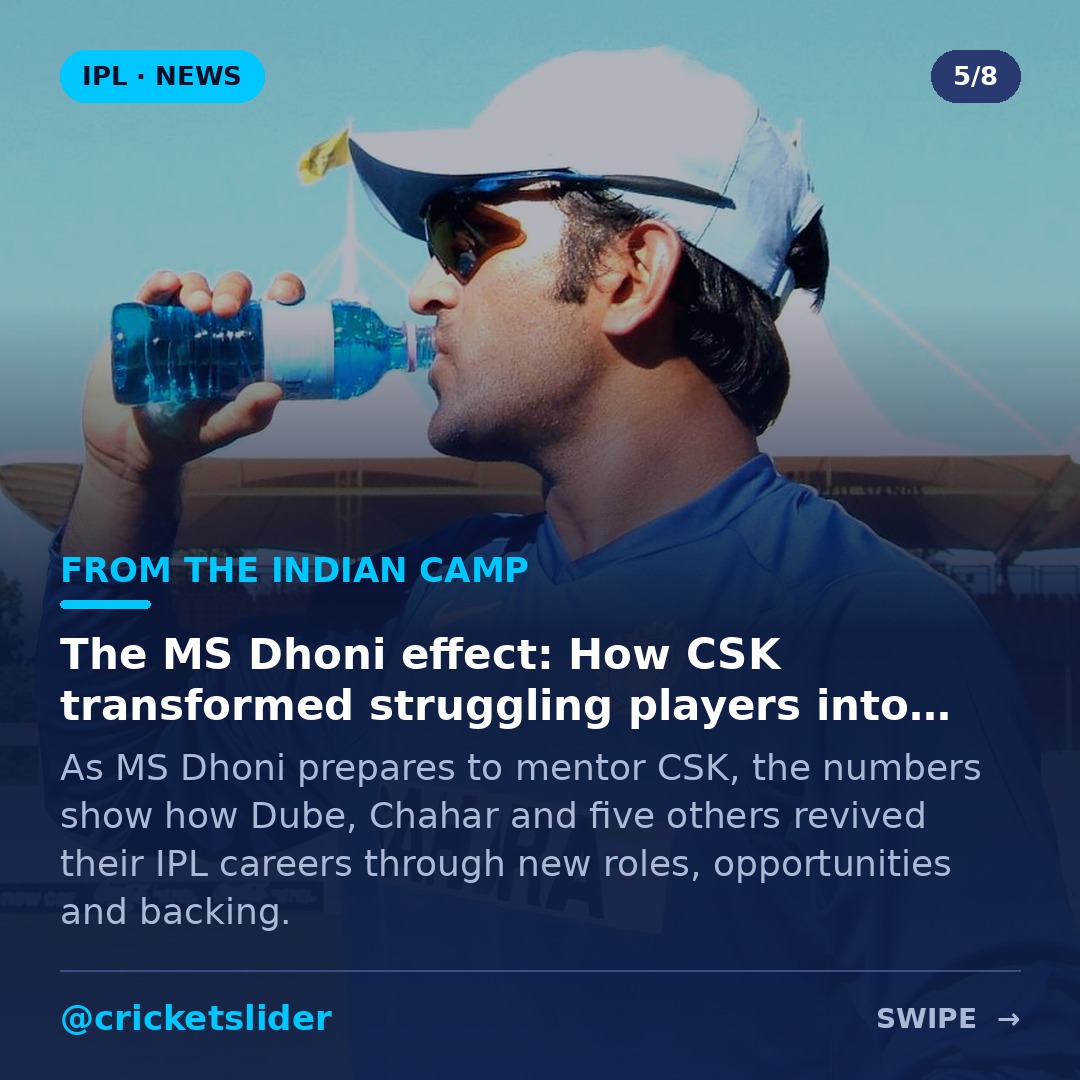 IPL · NEWS
5/8
FROM THE INDIAN CAMP
The MS Dhoni effect: How CSK
transformed struggling players into...
As MS Dhoni prepares to mentor CSK, the numbers
show how Dube, Chahar and five others revived
their IPL careers through new roles, opportunities
and backing.
@cricketslider
SWIPE →